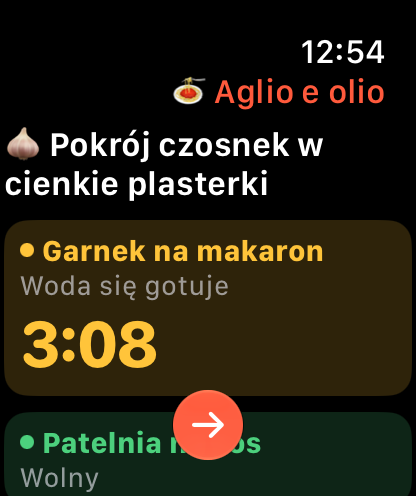 12:54
Aglio e olio
Pokrój czosnek w
cienkie plasterki
Garnek na makaron
Woda się gotuje
3:08
Patelnia
Wolny